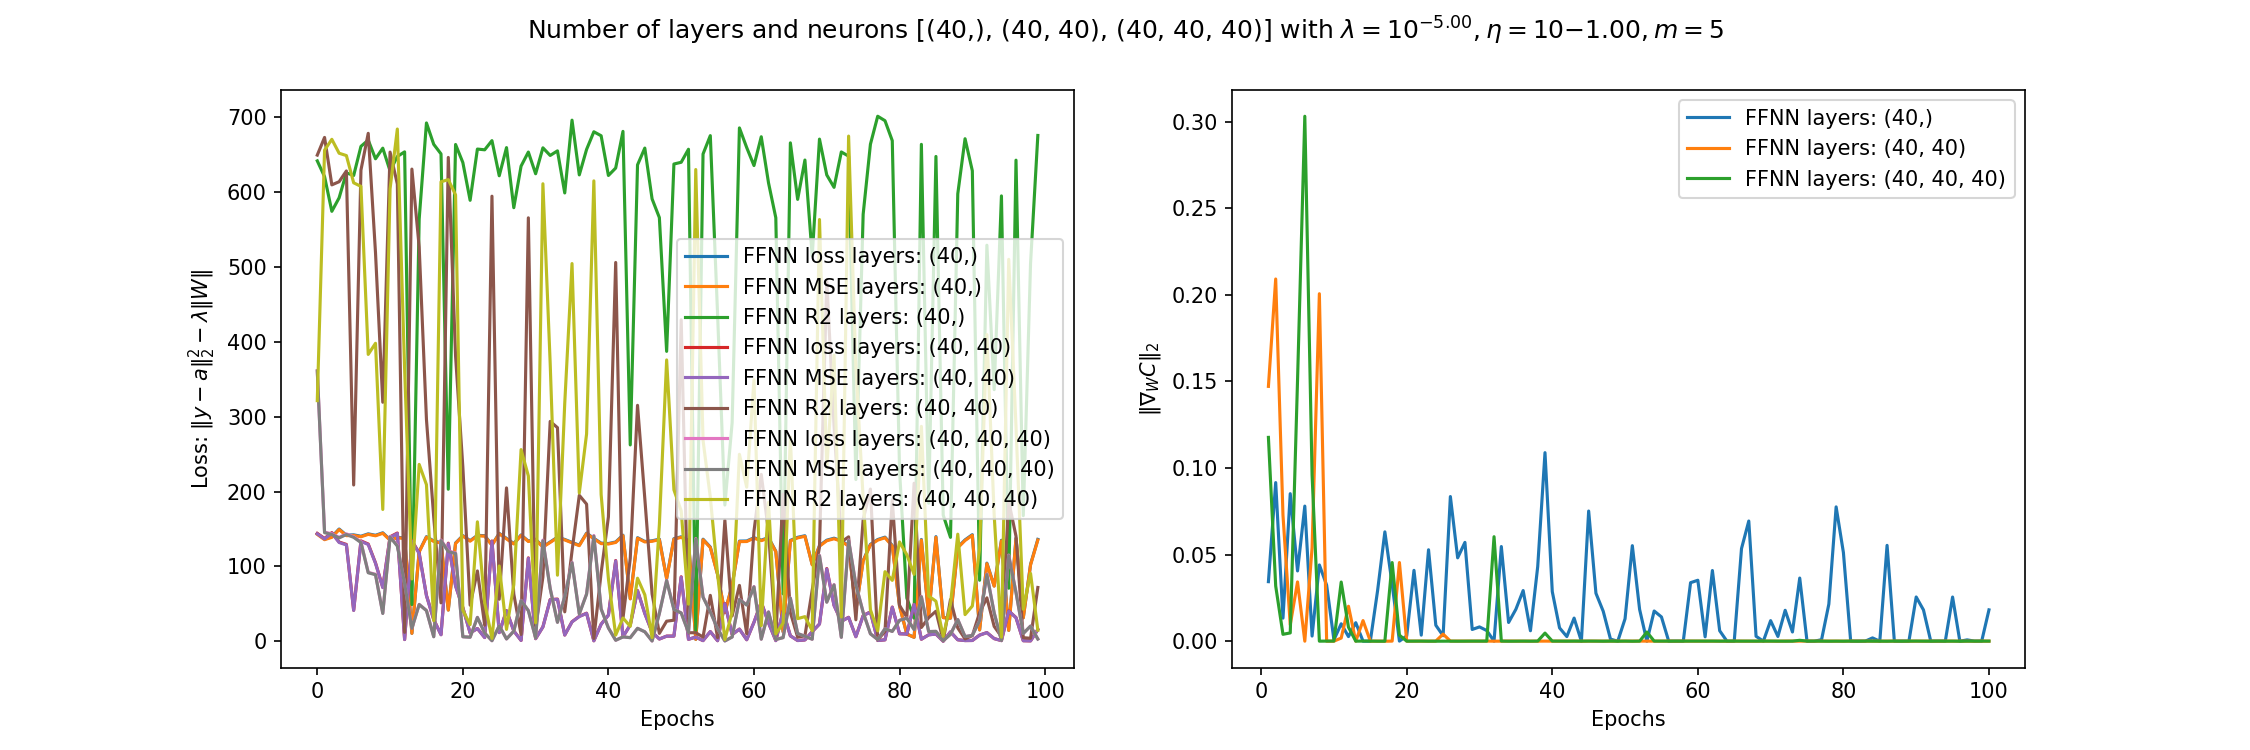 Number of layers and neurons [(40,), (40, 40), (40, 40, 40)] with λ = 10^{-5.00}, η = 10−1.00, m = 5
Loss: ‖y − a‖_2^2 − λ‖W‖
700
600
500
400
300
200
100
0
FFNN loss layers: (40,)
FFNN MSE layers: (40,)
FFNN R2 layers: (40,)
FFNN loss layers: (40, 40)
FFNN MSE layers: (40, 40)
FFNN R2 layers: (40, 40)
FFNN loss layers: (40, 40, 40)
FFNN MSE layers: (40, 40, 40)
FFNN R2 layers: (40, 40, 40)
0 20 40 60 80 100
Epochs
‖∇_W C‖_2
0.30
0.25
0.20
0.15
0.10
0.05
0.00
FFNN layers: (40,)
FFNN layers: (40, 40)
FFNN layers: (40, 40, 40)
0 20 40 60 80 100
Epochs